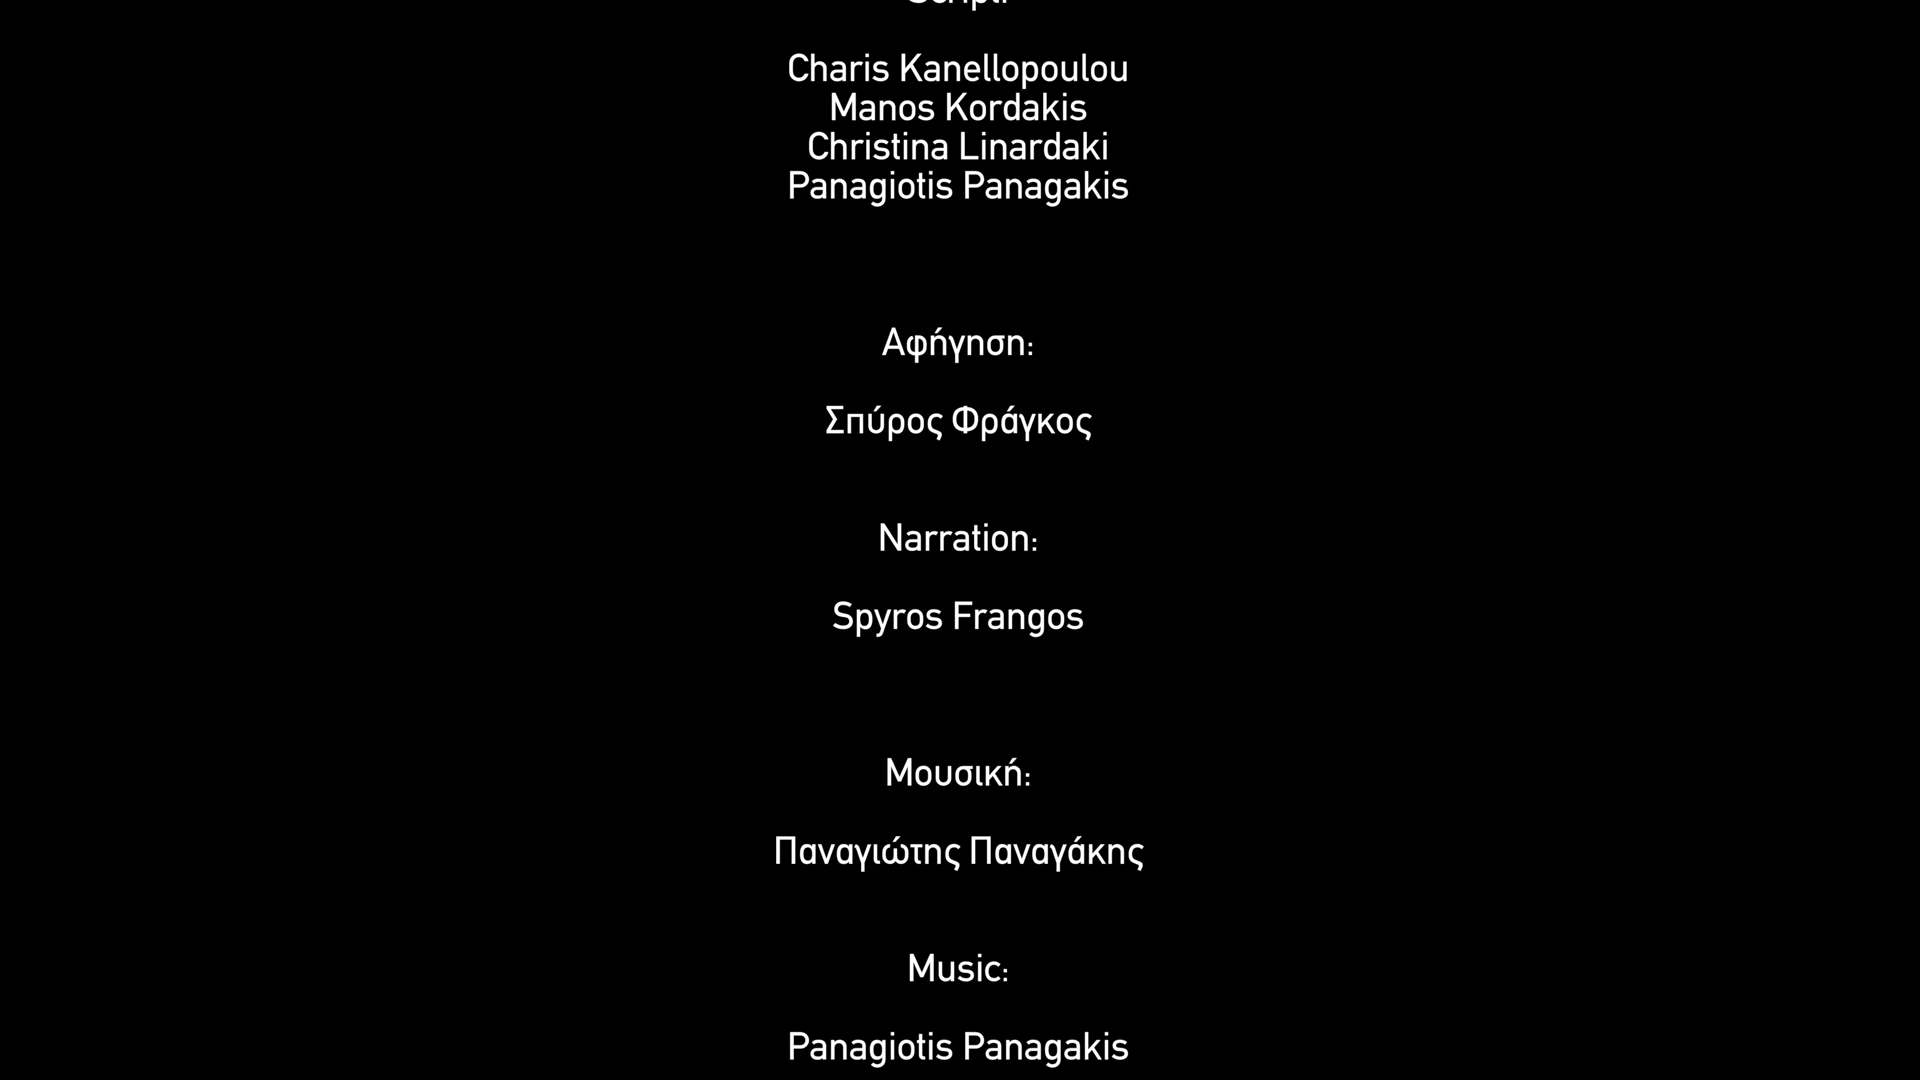 Charis Kanellopoulou
Manos Kordakis
Christina Linardaki
Panagiotis Panagakis
Αφήγηση:
Σπύρος Φράγκος
Narration:
Spyros Frangos
Μουσική:
Παναγιώτης Παναγάκης
Music:
Panagiotis Panagakis